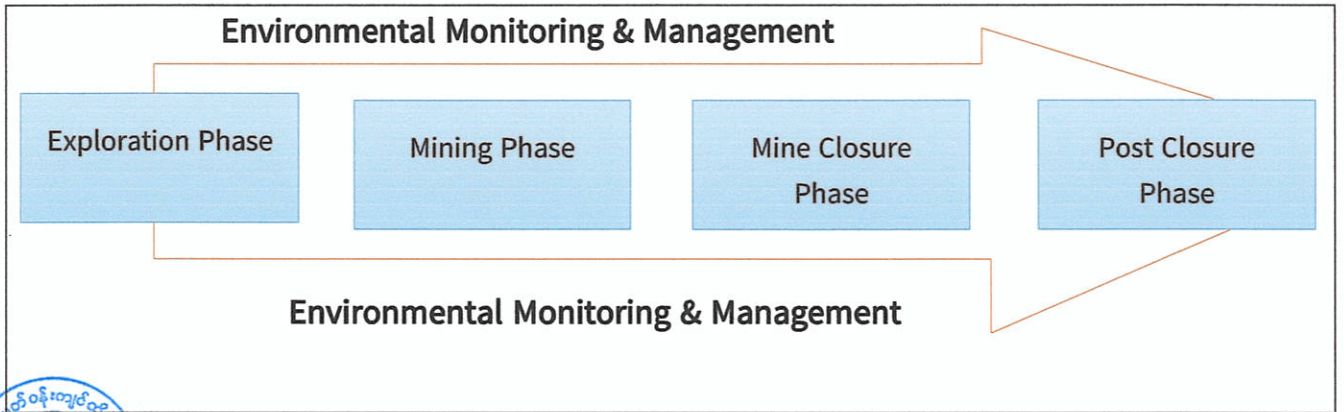 Environmental Monitoring & Management
Exploration Phase
Mining Phase
Mine Closure
Phase
Post Closure
Phase
Environmental Monitoring & Management